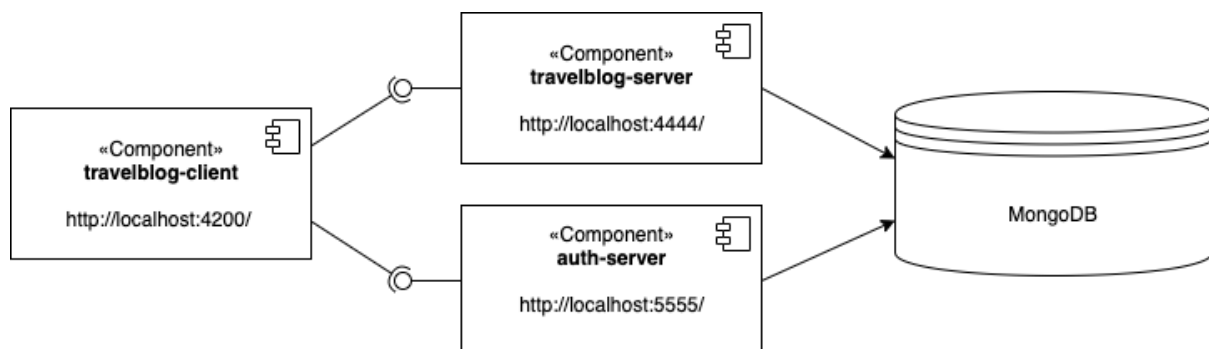 «Component»
travelblog-client
http://localhost:4200/
«Component»
travelblog-server
http://localhost:4444/
«Component»
auth-server
http://localhost:5555/
MongoDB